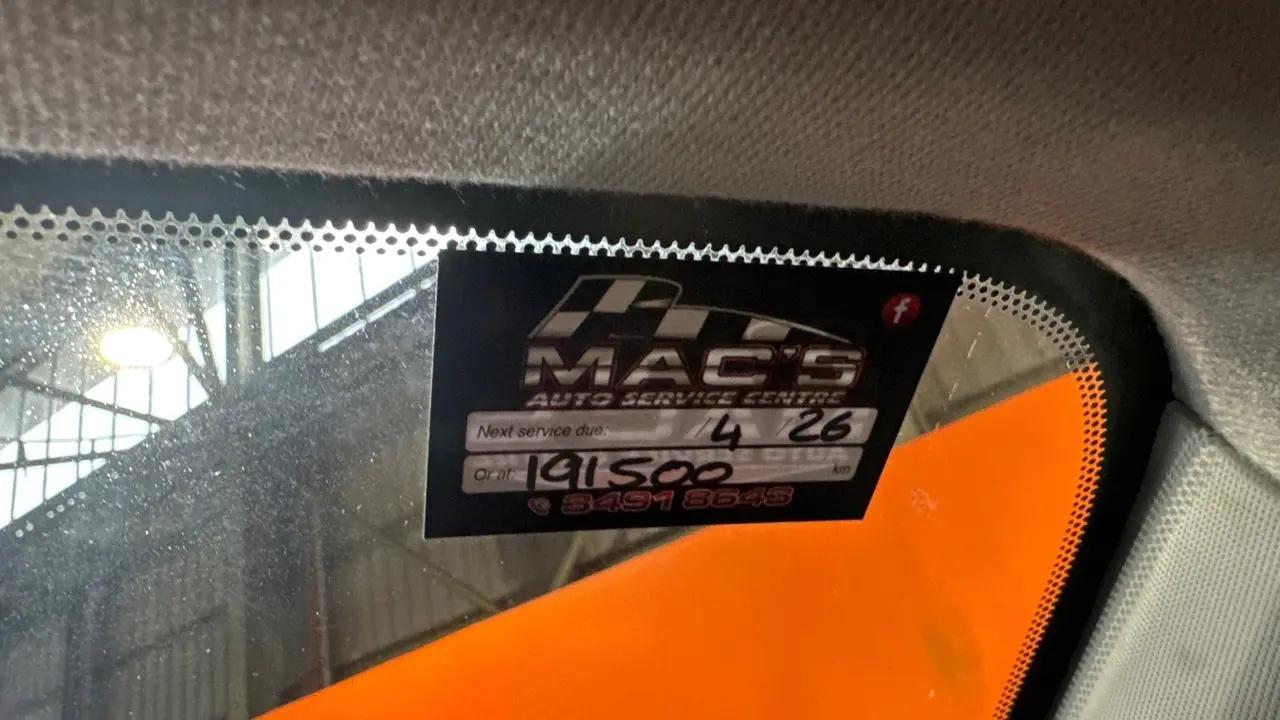 f
MAC'S
AUTO SERVICE CENTRE
Next service due: / 4 / 26
Or at: 191500 km
3491 8643